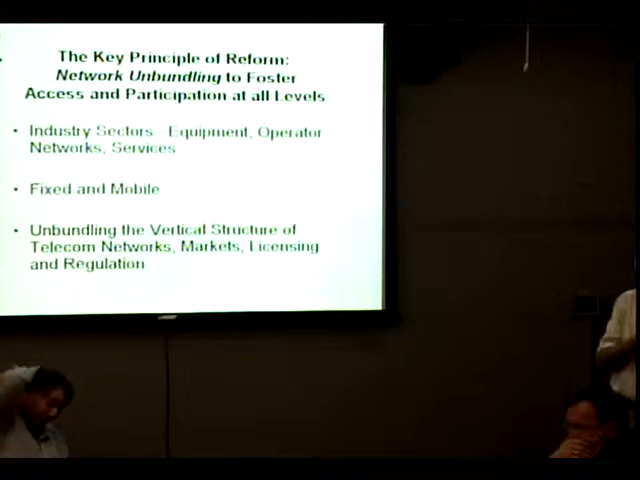 The Key Principle of Reform:
Network Unbundling to Foster
Access and Participation at all Levels
• Industry Sectors - Equipment, Operator
Networks, Services
• Fixed and Mobile
• Unbundling the Vertical Structure of
Telecom Networks, Markets, Licensing
and Regulation